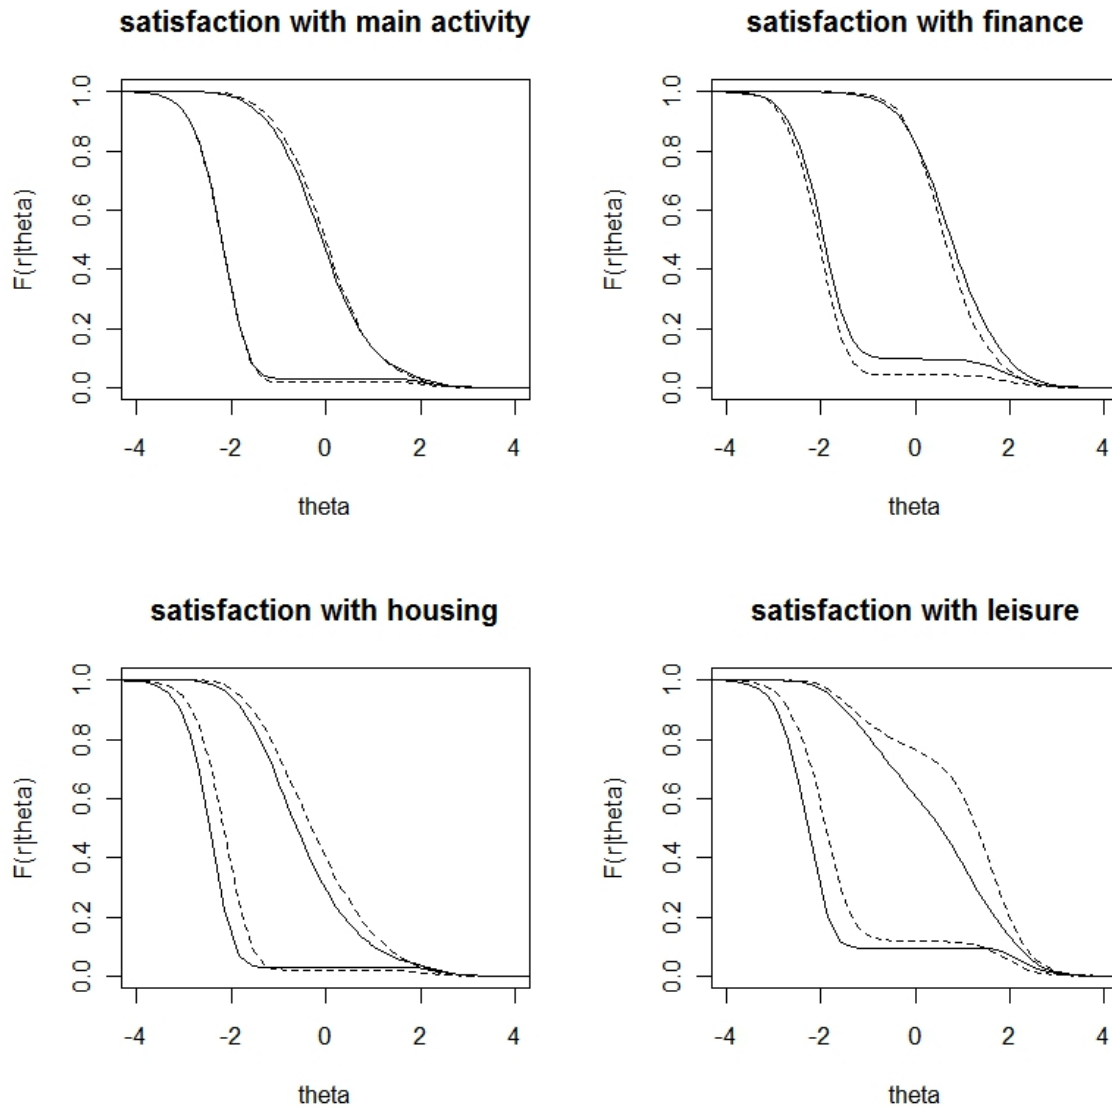 satisfaction with main activity
satisfaction with finance
F(r|theta)
1.0
0.8
0.6
0.4
0.2
0.0
-4 -2 0 2 4
theta
F(r|theta)
1.0
0.8
0.6
0.4
0.2
0.0
-4 -2 0 2 4
theta
satisfaction with housing
satisfaction with leisure
F(r|theta)
1.0
0.8
0.6
0.4
0.2
0.0
-4 -2 0 2 4
theta
F(r|theta)
1.0
0.8
0.6
0.4
0.2
0.0
-4 -2 0 2 4
theta